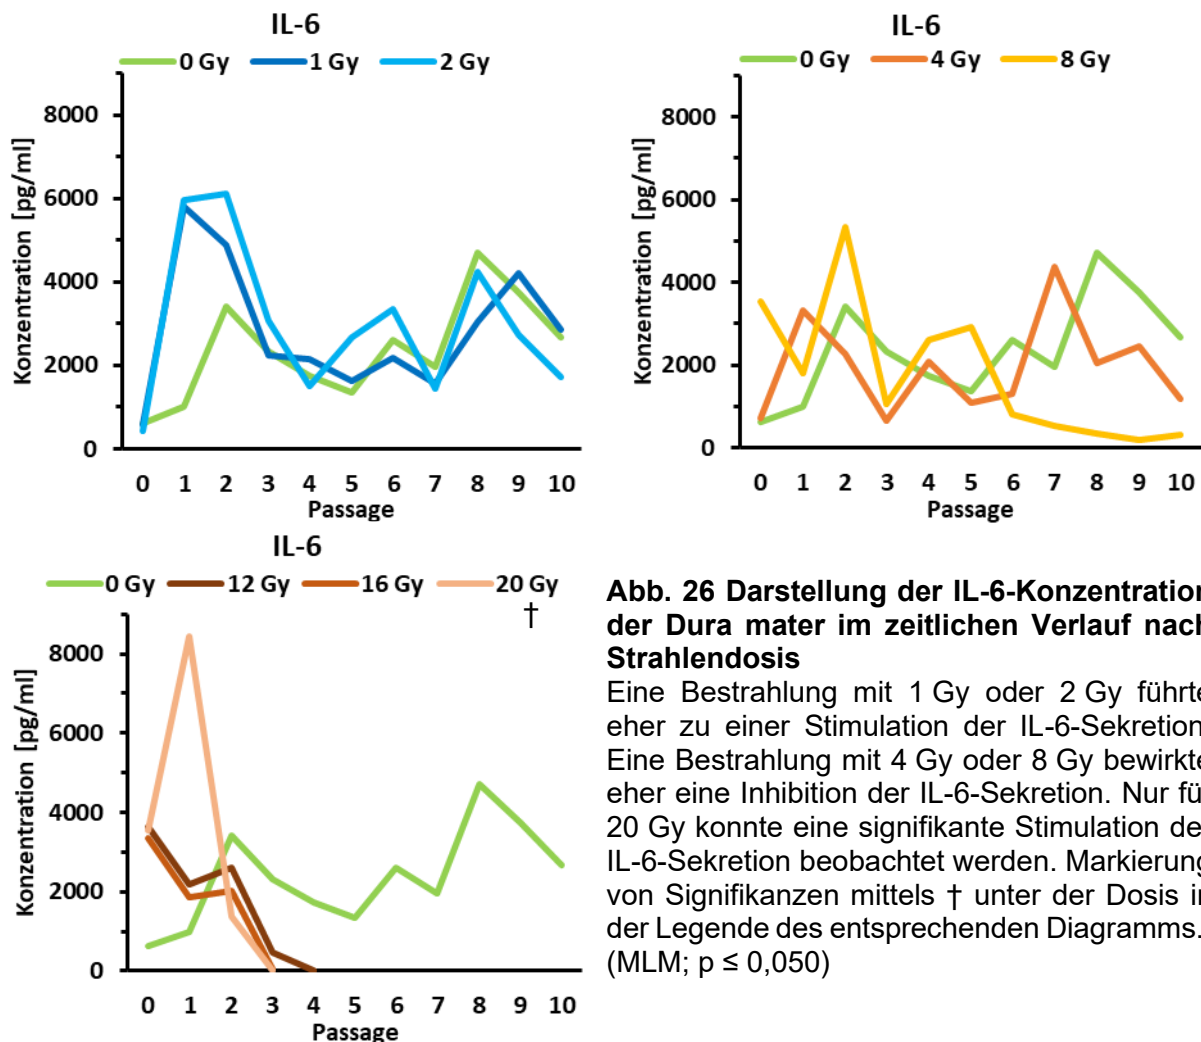 IL-6
0 Gy 1 Gy 2 Gy
Konzentration [pg/ml]
8000
6000
4000
2000
0
0 1 2 3 4 5 6 7 8 9 10
Passage
IL-6
0 Gy 4 Gy 8 Gy
Konzentration [pg/ml]
8000
6000
4000
2000
0
0 1 2 3 4 5 6 7 8 9 10
Passage
IL-6
0 Gy 12 Gy 16 Gy 20 Gy
†
Konzentration [pg/ml]
8000
6000
4000
2000
0
0 1 2 3 4 5 6 7 8 9 10
Passage
Abb. 26 Darstellung der IL-6-Konzentration
der Dura mater im zeitlichen Verlauf nach
Strahlendosis
Eine Bestrahlung mit 1 Gy oder 2 Gy führte
eher zu einer Stimulation der IL-6-Sekretion
Eine Bestrahlung mit 4 Gy oder 8 Gy bewirkte
eher eine Inhibition der IL-6-Sekretion. Nur fü
20 Gy konnte eine signifikante Stimulation de
IL-6-Sekretion beobachtet werden. Markierung
von Signifikanzen mittels † unter der Dosis in
der Legende des entsprechenden Diagramms.
(MLM; p ≤ 0,050)